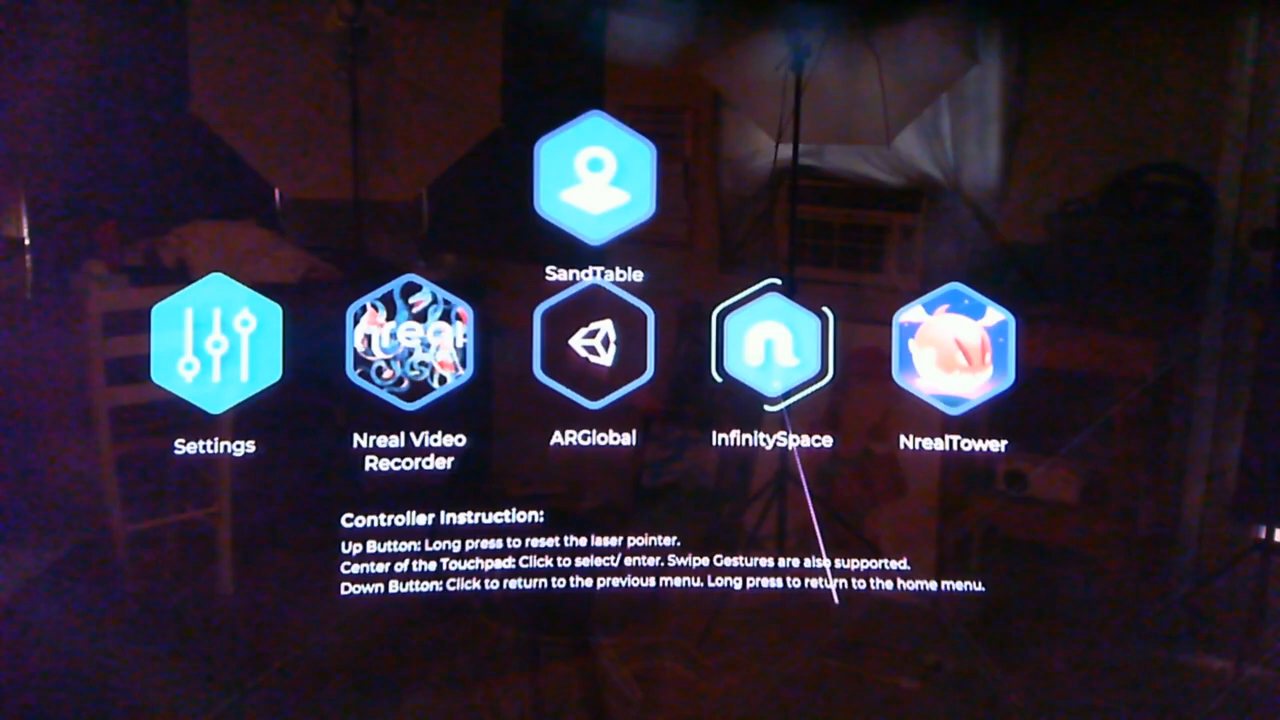 SandTable
Settings
nreal
Nreal Video
Recorder
ARGlobal
InfinitySpace
NrealTower
Controller Instruction:
Up Button: Long press to reset the laser pointer.
Center of the Touchpad: Click to select/ enter. Swipe Gestures are also supported.
Down Button: Click to return to the previous menu. Long press to return to the home menu.